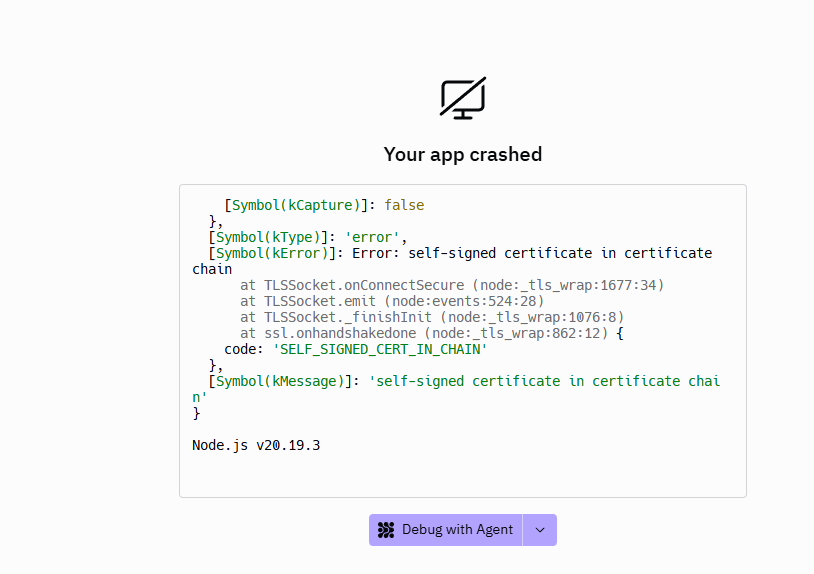 Your app crashed
[Symbol(kCapture)]: false
},
[Symbol(kType)]: 'error',
[Symbol(kError)]: Error: self-signed certificate in certificate
chain
at TLSSocket.onConnectSecure (node:_tls_wrap:1677:34)
at TLSSocket.emit (node:events:524:28)
at TLSSocket._finishInit (node:_tls_wrap:1076:8)
at ssl.onhandshakedone (node:_tls_wrap:862:12) {
code: 'SELF_SIGNED_CERT_IN_CHAIN'
},
[Symbol(kMessage)]: 'self-signed certificate in certificate chai
n'
}
Node.js v20.19.3
Debug with Agent